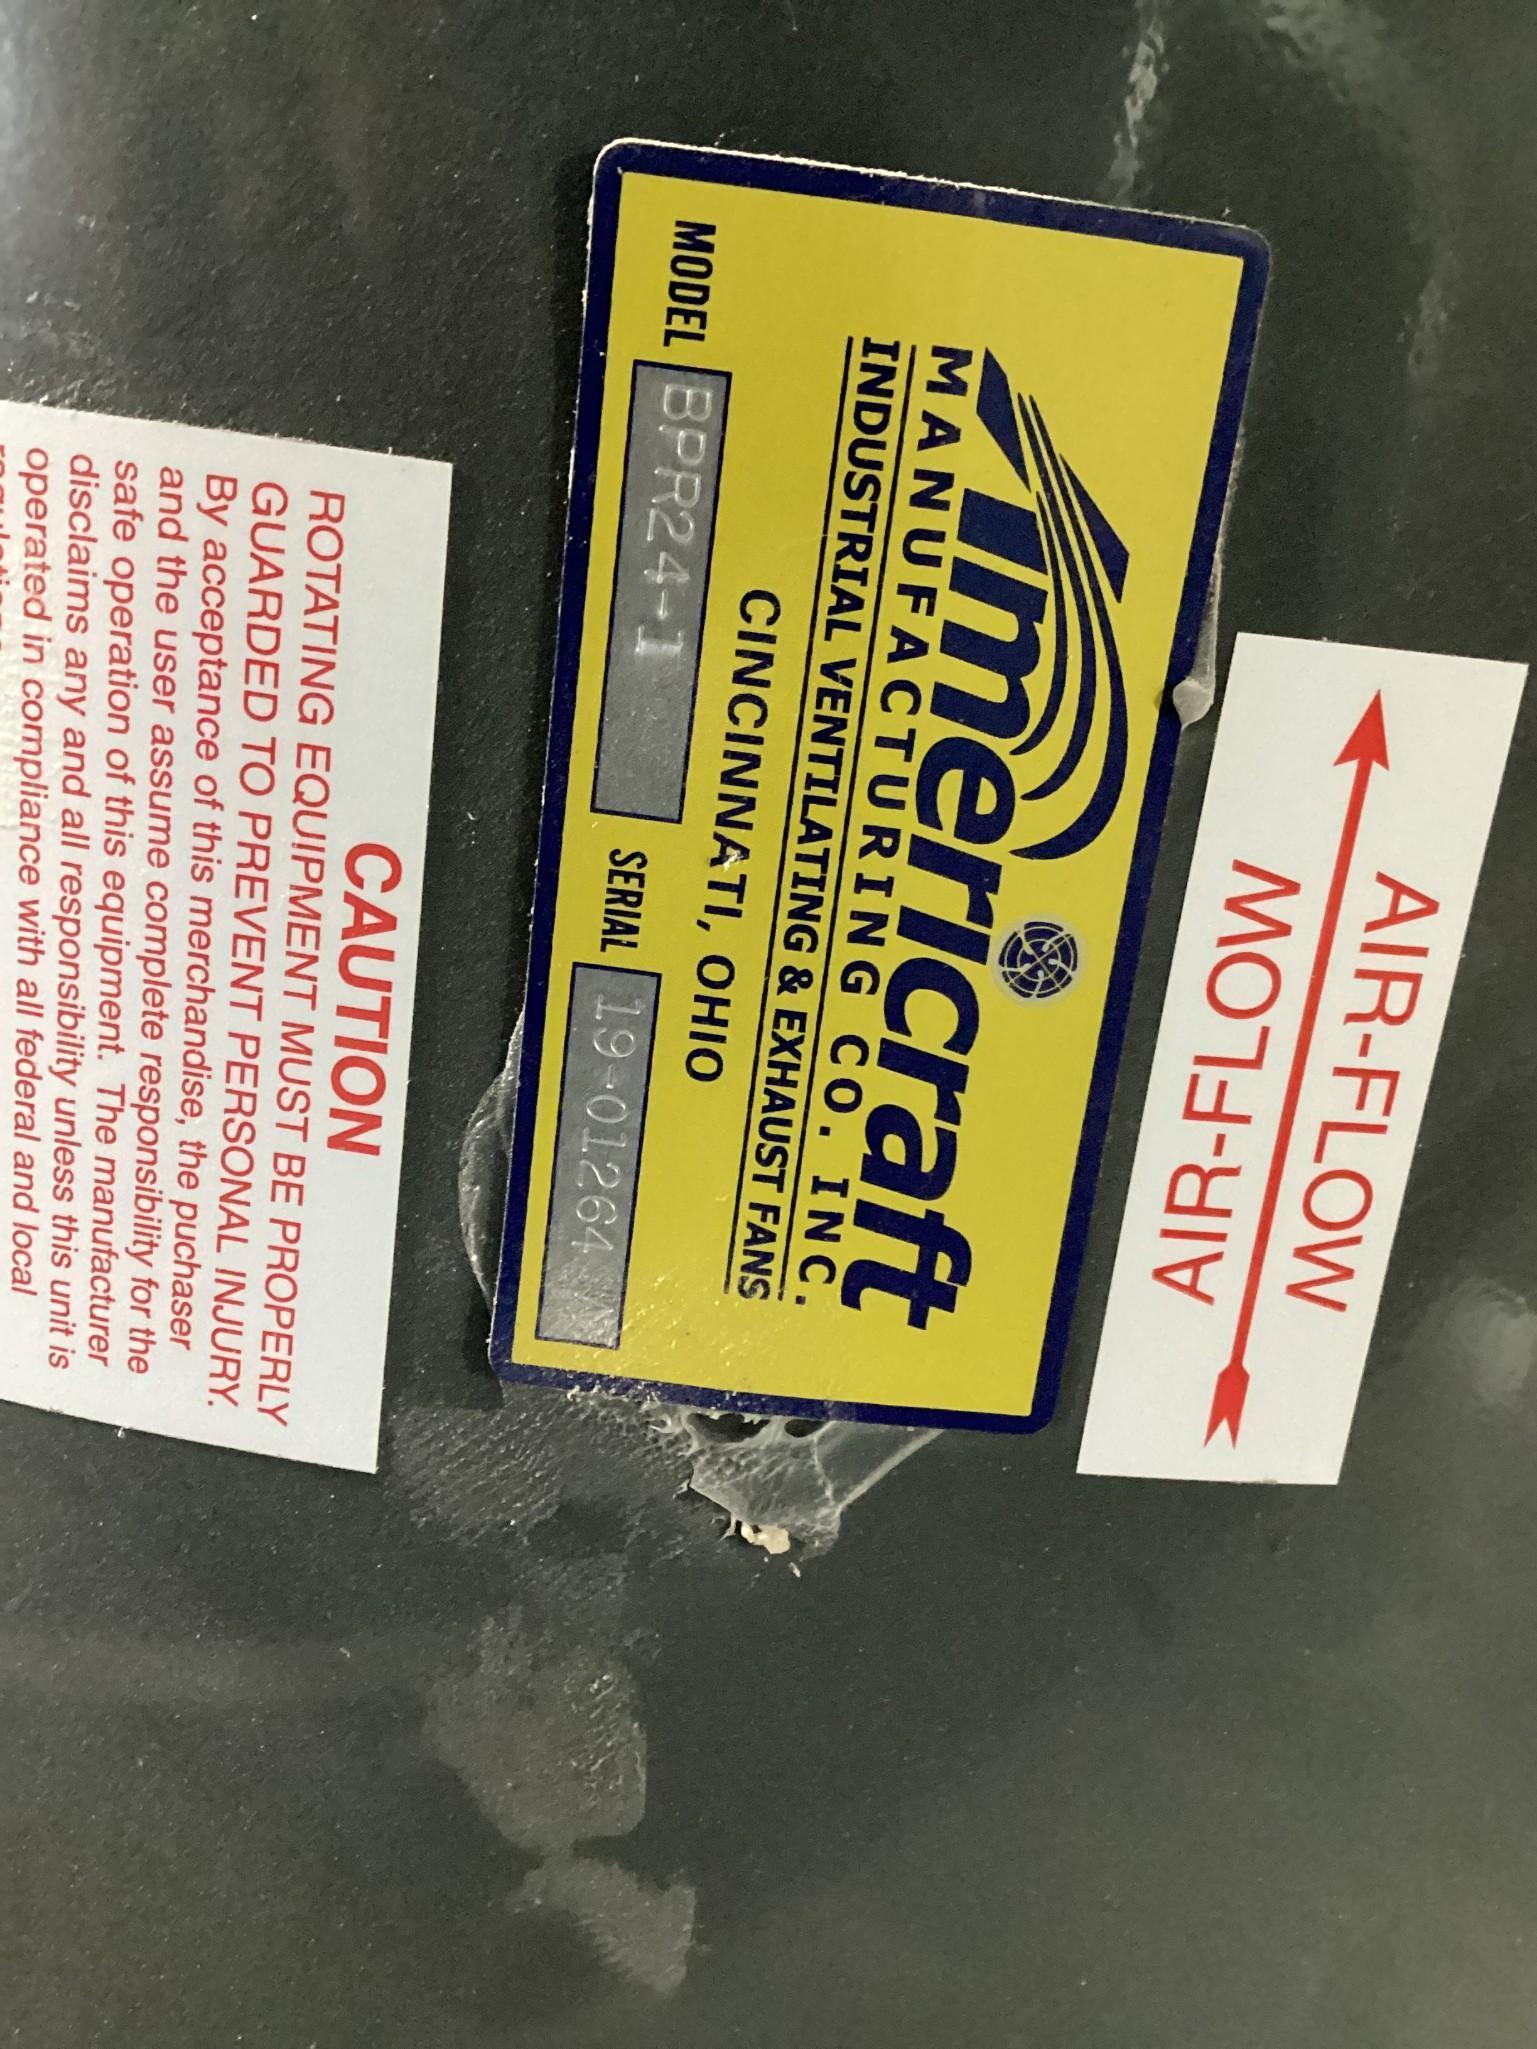 AIR-FLOW
AIR-FLOW
americraft
MANUFACTURING CO. INC.
INDUSTRIAL VENTILATING & EXHAUST FANS
CINCINNATI, OHIO
MODEL BPR24-1 SERIAL 19-01264
CAUTION
ROTATING EQUIPMENT MUST BE PROPERLY
GUARDED TO PREVENT PERSONAL INJURY.
By acceptance of this merchandise, the puchaser
and the user assume complete responsibility for the
safe operation of this equipment. The manufacturer
disclaims any and all responsibility unless this unit is
operated in compliance with all federal and local